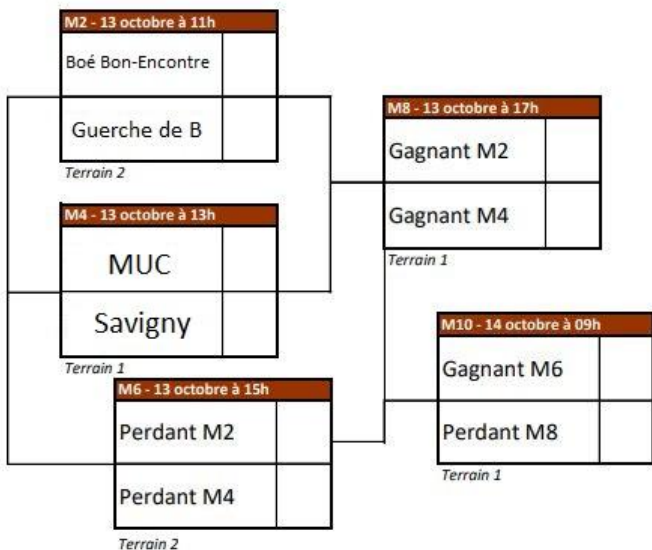 M2 - 13 octobre à 11h
Boé Bon-Encontre
Guerche de B
Terrain 2
M4 - 13 octobre à 13h
MUC
Savigny
Terrain 1
M6 - 13 octobre à 15h
Perdant M2
Perdant M4
Terrain 2
M8 - 13 octobre à 17h
Gagnant M2
Gagnant M4
Terrain 1
M10 - 14 octobre à 09h
Gagnant M6
Perdant M8
Terrain 1